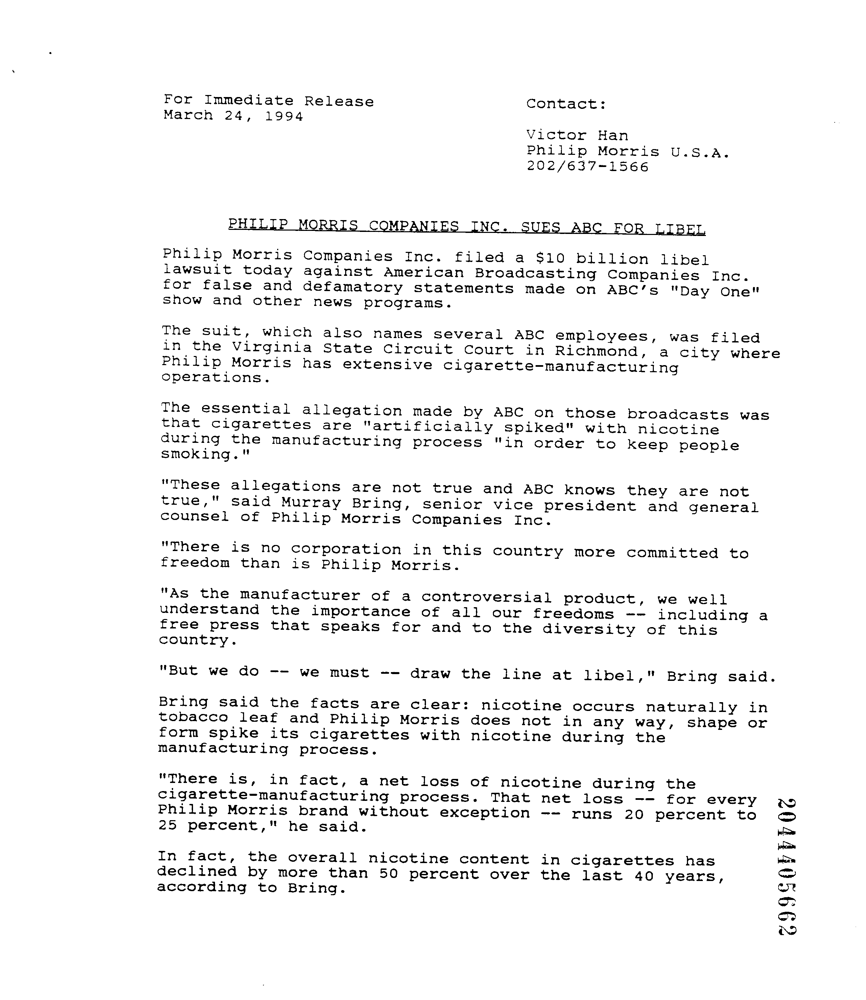 For Immediate Release
March 24, 1994
Contact:
Victor Han
Philip Morris U.S.A.
202/637-1566
PHILIP MORRIS COMPANIES INC. SUES ABC FOR LIBEL
Philip Morris Companies Inc. filed a $10 billion libel
lawsuit today against American Broadcasting Companies Inc.
for false and defamatory statements made on ABC's "Day One"
show and other news programs.
The suit, which also names several ABC employees, was filed
in the Virginia State Circuit Court in Richmond, a city where
Philip Morris has extensive cigarette-manufacturing
operations.
The essential allegation made by ABC on those broadcasts was
that cigarettes are "artificially spiked" with nicotine
during the manufacturing process "in order to keep people
smoking."
"These allegations are not true and ABC knows they are not
true," said Murray Bring, senior vice president and general
counsel of Philip Morris Companies Inc.
"There is no corporation in this country more committed to
freedom than is Philip Morris.
"As the manufacturer of a controversial product, we well
understand the importance of all our freedoms -- including a
free press that speaks for and to the diversity of this
country.
"But we do -- we must -- draw the line at libel," Bring said.
Bring said the facts are clear: nicotine occurs naturally in
tobacco leaf and Philip Morris does not in any way, shape or
form spike its cigarettes with nicotine during the
manufacturing process.
"There is, in fact, a net loss of nicotine during the
cigarette-manufacturing process. That net loss -- for every
Philip Morris brand without exception -- runs 20 percent to
25 percent," he said.
In fact, the overall nicotine content in cigarettes has
declined by more than 50 percent over the last 40 years,
according to Bring.
2044405662